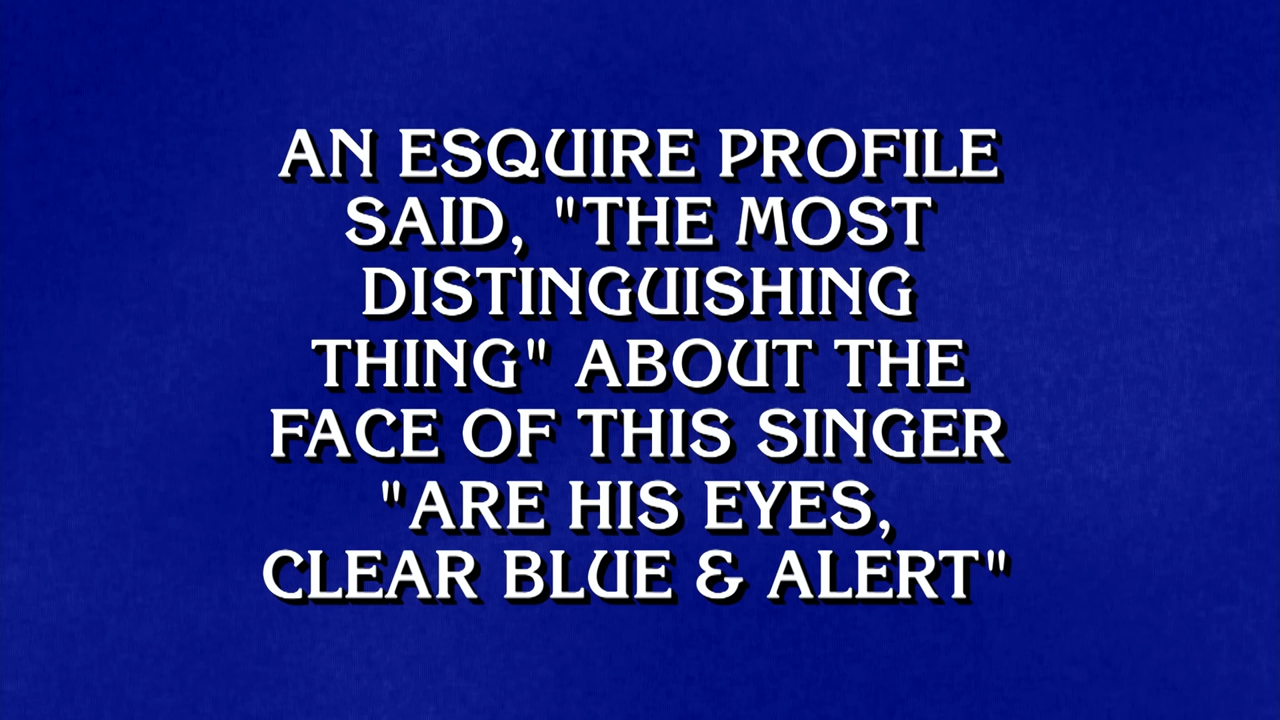 AN ESQUIRE PROFILE
SAID, "THE MOST
DISTINGUISHING
THING" ABOUT THE
FACE OF THIS SINGER
"ARE HIS EYES,
CLEAR BLUE & ALERT"